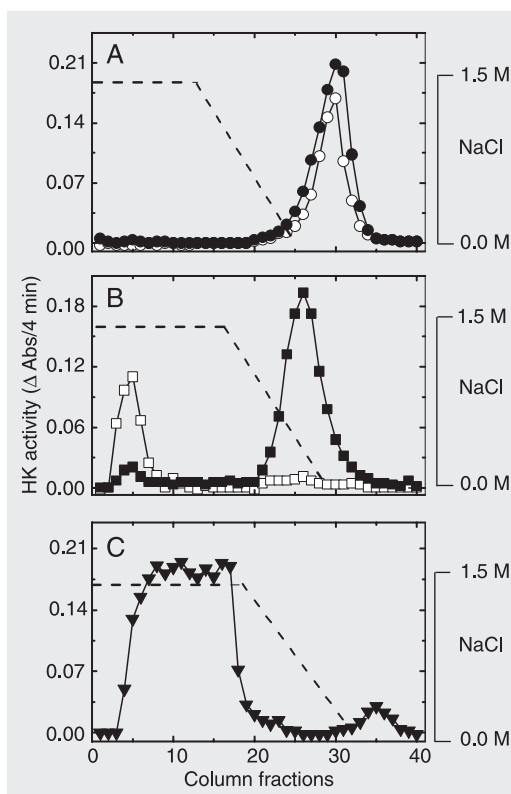 A
0.21
0.14
0.07
0.00
1.5 M
NaCl
0.0 M
B
0.18
0.12
0.06
0.00
1.5 M
NaCl
0.0 M
HK activity (Δ Abs/4 min)
C
0.21
0.14
0.07
0.00
1.5 M
NaCl
0.0 M
0 10 20 30 40
Column fractions